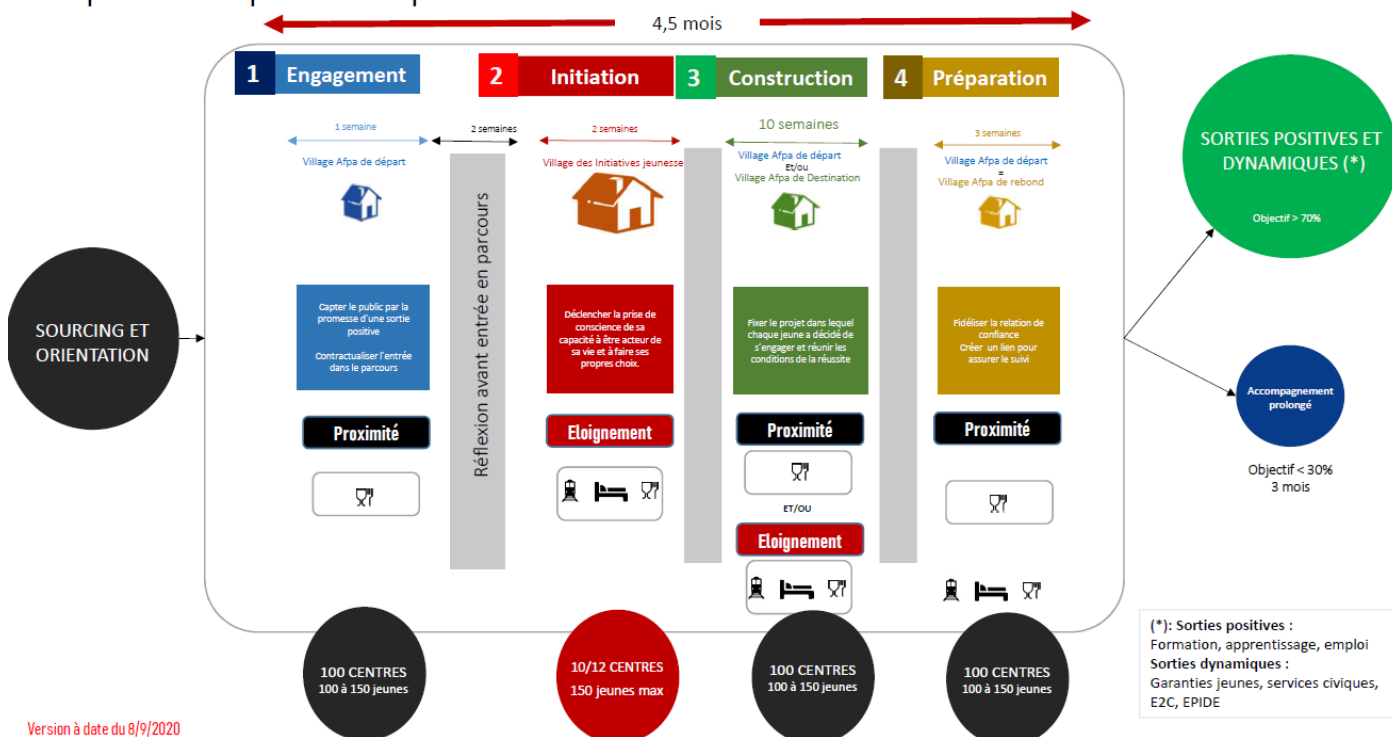 4,5 mois
1 Engagement
2 Initiation
3 Construction
4 Préparation
1 semaine
2 semaines
2 semaines
10 semaines
3 semaines
Village Afpa de départ
Village des Initiatives jeunesse
Village Afpa de départ
Et/ou
Village Afpa de Destination
Village Afpa de départ
=
Village Afpa de rebond
SOURCING ET
ORIENTATION
Réflexion avant entrée en parcours
Capter le public par la
promesse d'une sortie
positive
Contractualiser l'entrée
dans le parcours
Déclencher la prise de
conscience de sa
capacité à être acteur de
sa vie et à faire ses
propres choix.
Fixer le projet dans lequel
chaque jeune a décidé de
s'engager et réunir les
conditions de la réussite
Fidéliser la relation de
confiance
Créer un lien pour
assurer le suivi
Proximité
Eloignement
Proximité
ET/OU
Eloignement
Proximité
100 CENTRES
100 à 150 jeunes
10/12 CENTRES
150 jeunes max
100 CENTRES
100 à 150 jeunes
100 CENTRES
100 à 150 jeunes
SORTIES POSITIVES ET
DYNAMIQUES (*)
Objectif > 70%
Accompagnement
prolongé
Objectif < 30%
3 mois
(*): Sorties positives :
Formation, apprentissage, emploi
Sorties dynamiques :
Garanties jeunes, services civiques,
E2C, EPIDE
Version à date du 8/9/2020